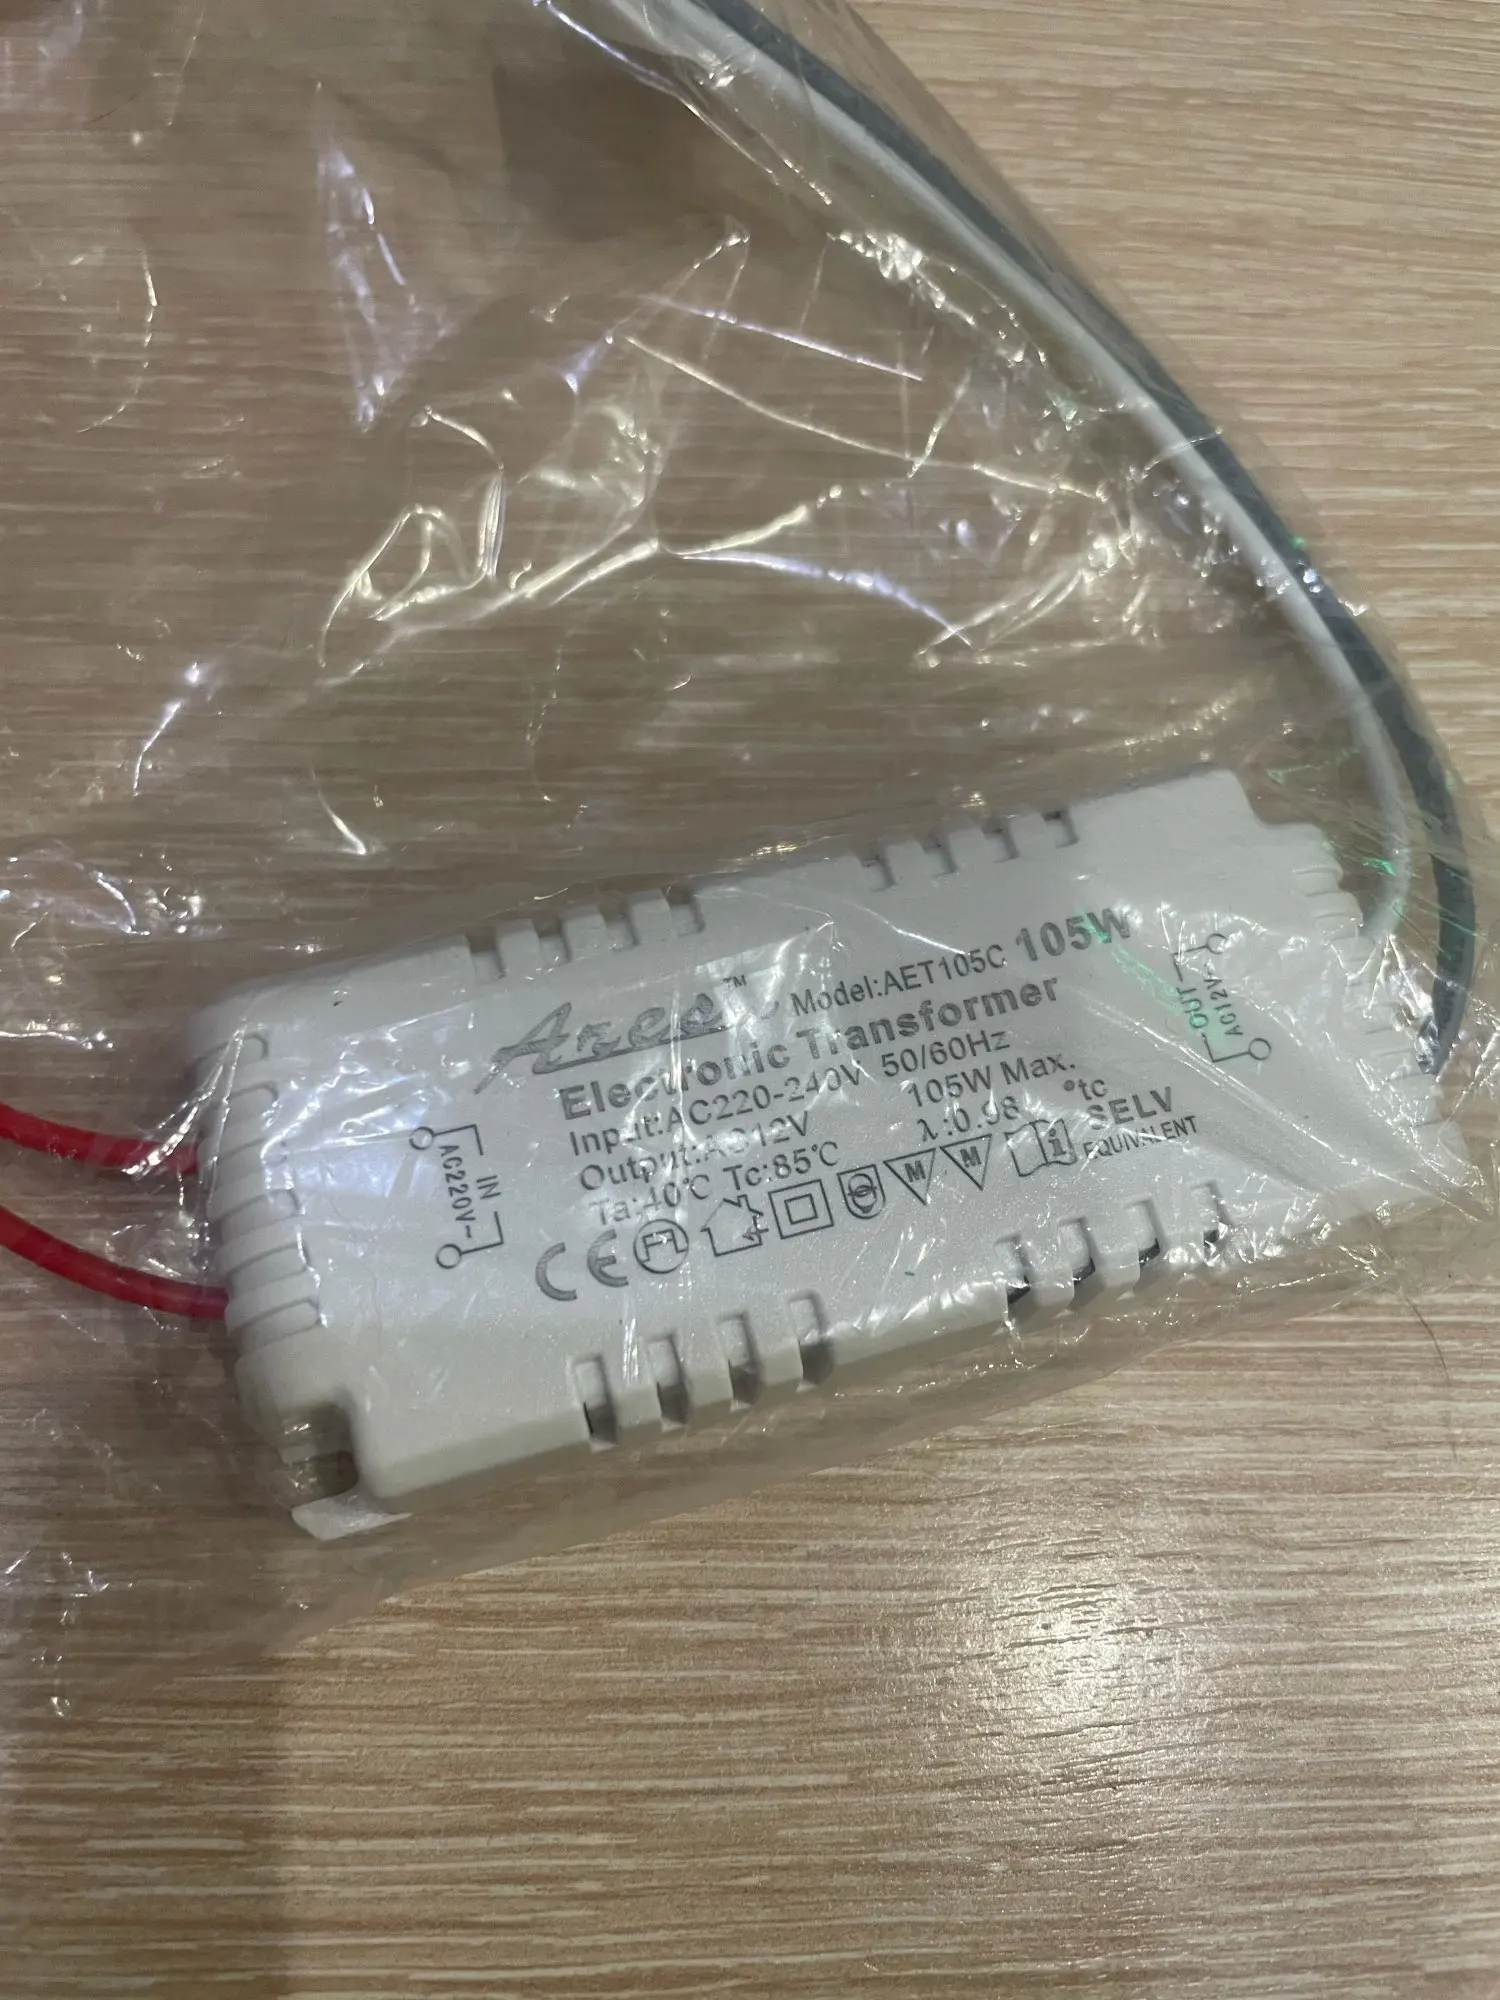 ™ Model:AET105C 105W
Electronic Transformer
Input:AC220-240V 50/60Hz
Output:AC12V 105W Max.
Ta:40℃ Tc:85℃ λ:0.98 °tc
CE F M M i SELV
EQUIVALENT
IN
AC220V~
OUT
AC12V~